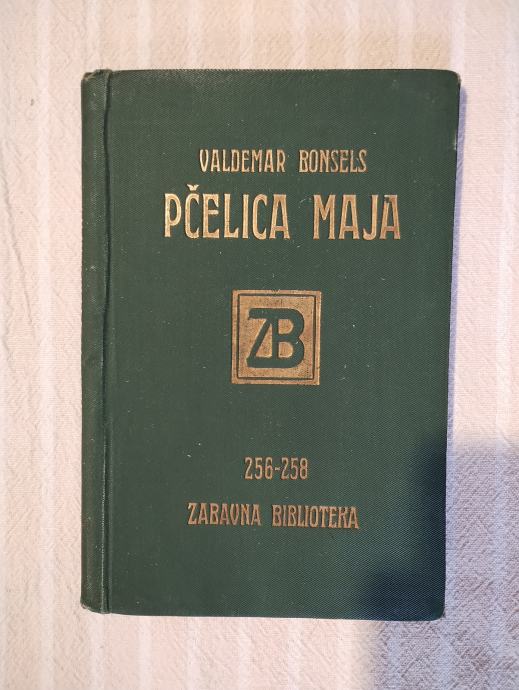 VALDEMAR BONSELS
PČELICA MAJA
ZB
256-258
ZABAVNA BIBLIOTEKA